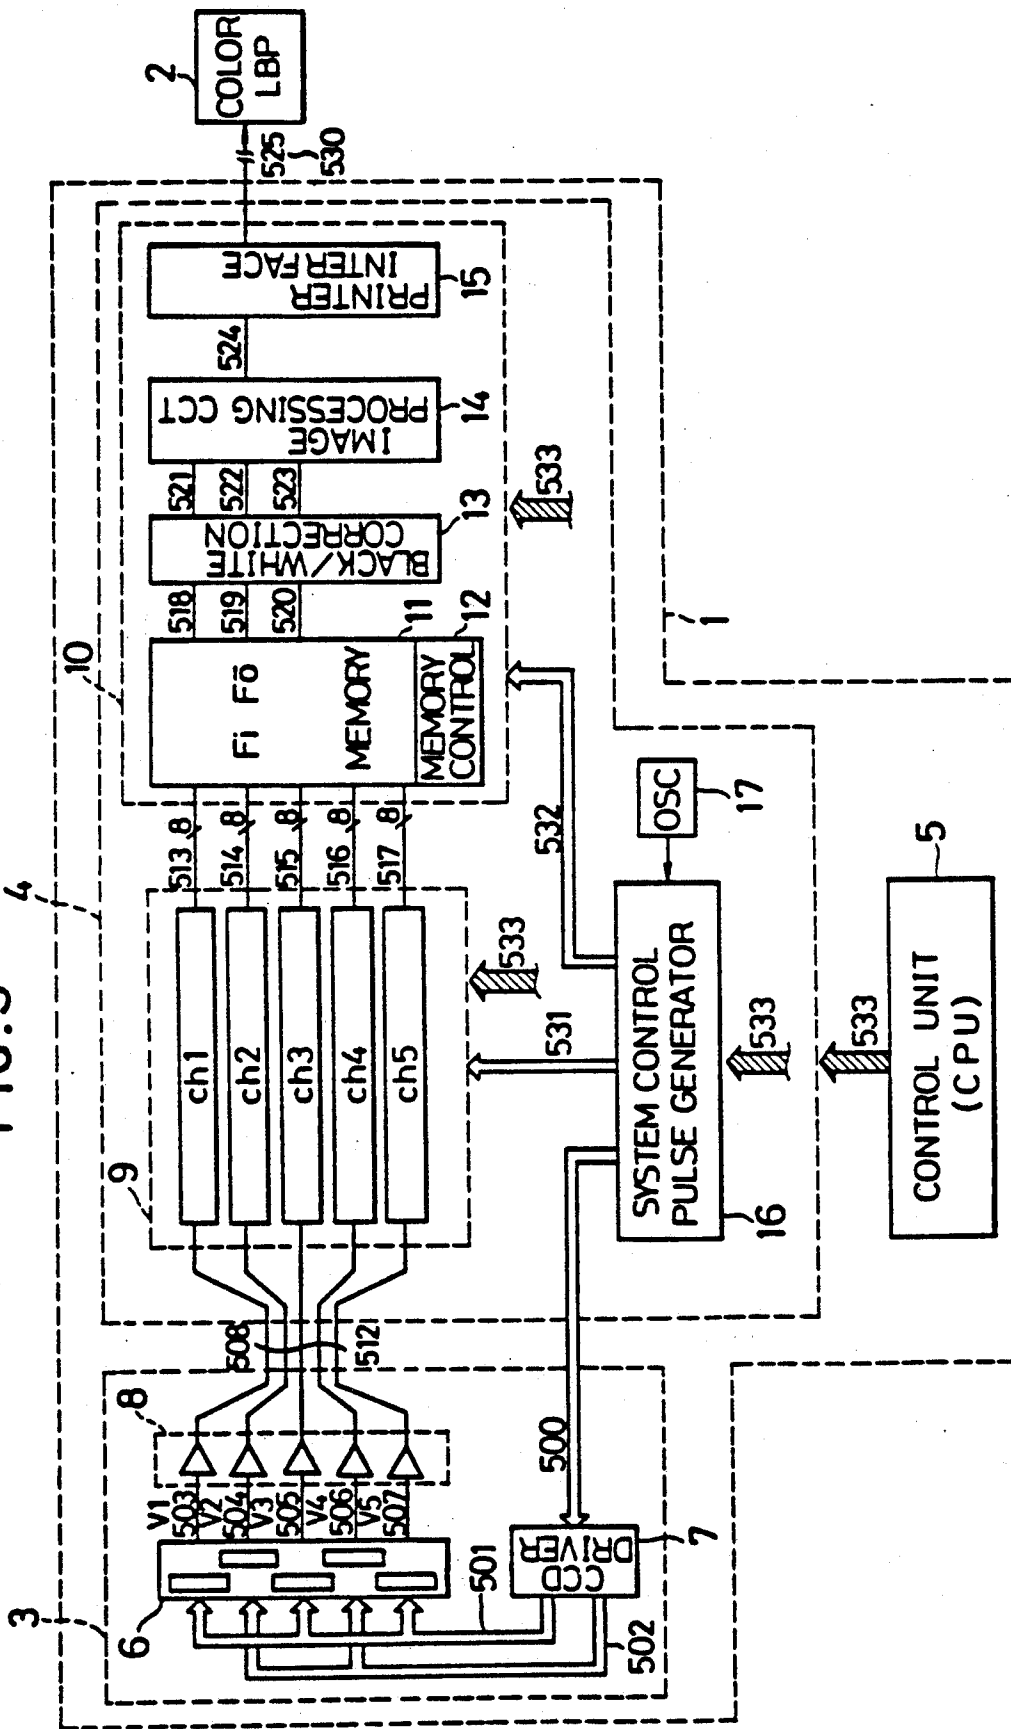 FIG.3
4
10
1
3
6
V1
503
V2
504
V3
505
V4
506
V5
507
8
508
512
9
ch1
ch2
ch3
ch4
ch5
513
8
514
8
515
8
516
8
517
8
Fi Fo
MEMORY
11
MEMORY
CONTROL
12
518
519
520
BLACK/WHITE
CORRECTION
13
521
522
523
IMAGE
PROCESSING CCT
14
524
PRINTER
INTERFACE
15
525
530
2
COLOR
LBP
501
502
CCD
DRIVER
7
500
531
533
532
533
SYSTEM CONTROL
PULSE GENERATOR
16
OSC
17
533
533
CONTROL UNIT
(CPU)
5